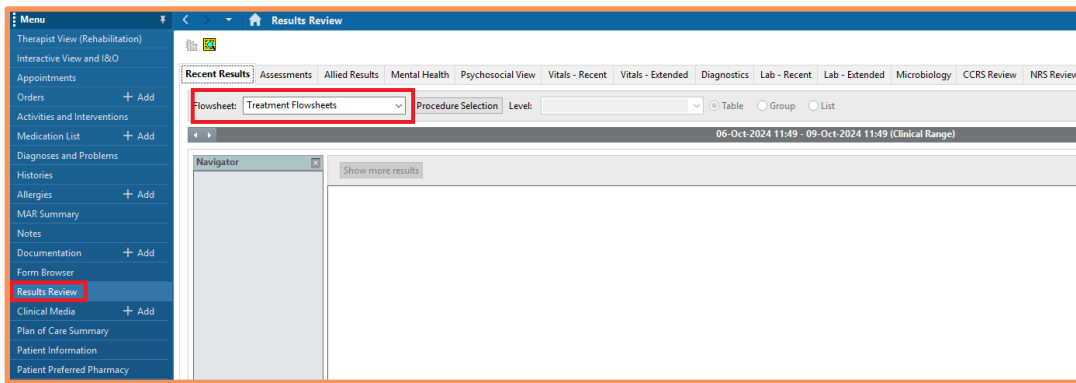 Menu
Results Review
Therapist View (Rehabilitation)
Interactive View and I&O
Appointments
Orders + Add
Activities and Interventions
Medication List + Add
Diagnoses and Problems
Histories
Allergies + Add
MAR Summary
Notes
Documentation + Add
Form Browser
Results Review
Clinical Media + Add
Plan of Care Summary
Patient Information
Patient Preferred Pharmacy
Recent Results Assessments Allied Results Mental Health Psychosocial View Vitals - Recent Vitals - Extended Diagnostics Lab - Recent Lab - Extended Microbiology CCRS Review NRS Review
Flowsheet: Treatment Flowsheets Procedure Selection Level: Table Group List
06-Oct-2024 11:49 - 09-Oct-2024 11:49 (Clinical Range)
Navigator
Show more results